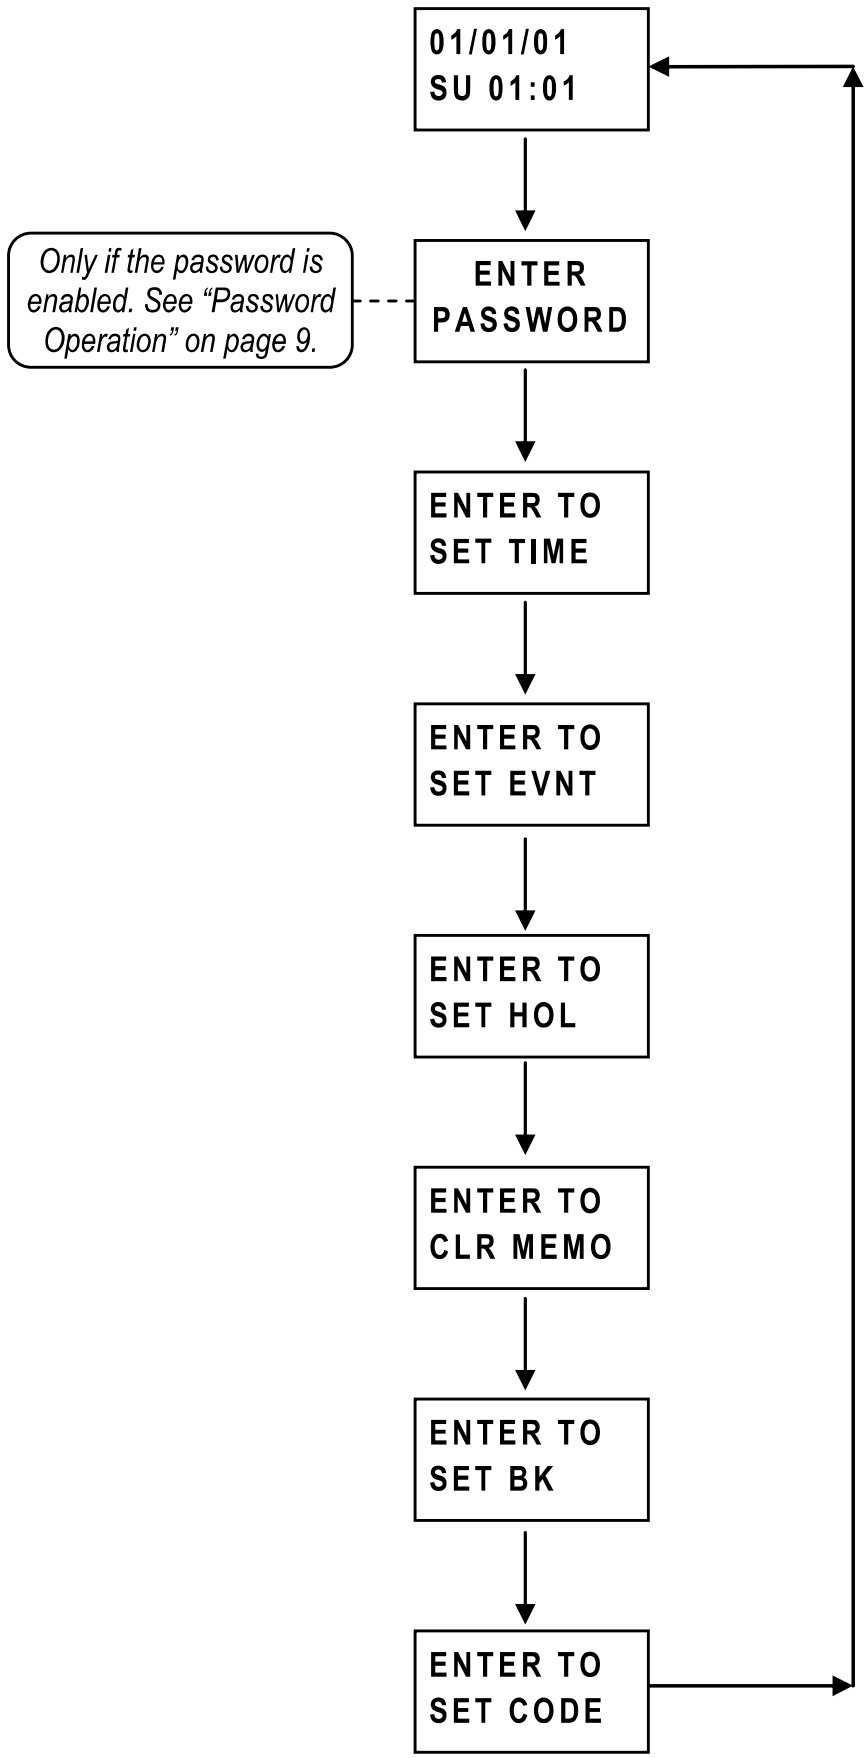 01/01/01
SU 01:01
Only if the password is
enabled. See “Password
Operation” on page 9.
ENTER
PASSWORD
ENTER TO
SET TIME
ENTER TO
SET EVNT
ENTER TO
SET HOL
ENTER TO
CLR MEMO
ENTER TO
SET BK
ENTER TO
SET CODE